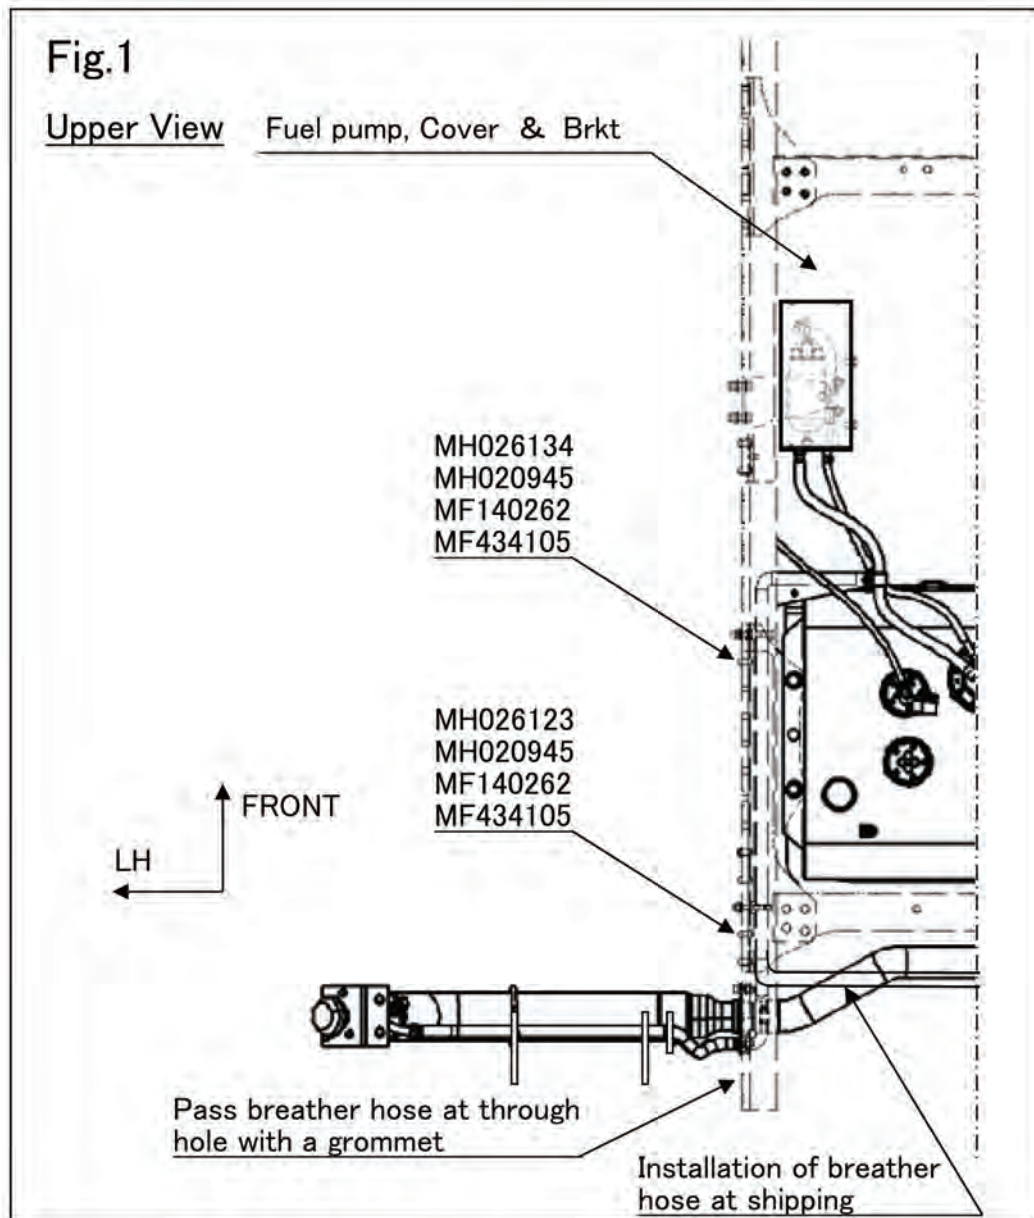 Fig.1
Upper View Fuel pump, Cover & Brkt
MH026134
MH020945
MF140262
MF434105
MH026123
MH020945
MF140262
MF434105
FRONT
LH
Pass breather hose at through
hole with a grommet
Installation of breather
hose at shipping